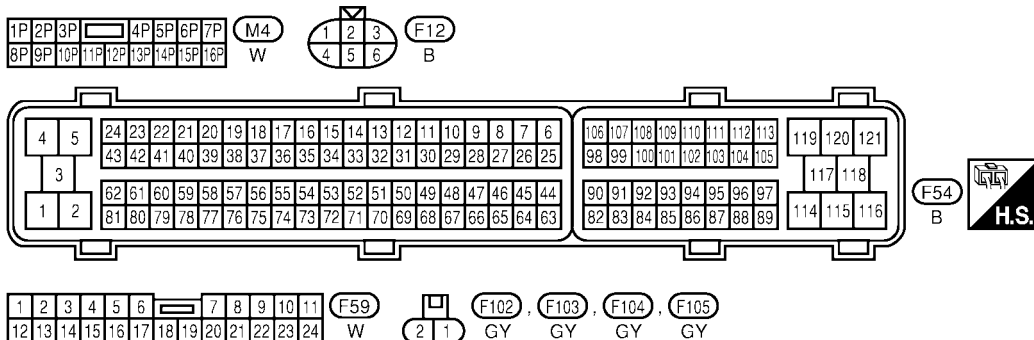 1P 2P 3P 4P 5P 6P 7P M4 1 2 3 F12
8P 9P 10P 11P 12P 13P 14P 15P 16P W 4 5 6 B
4 5 24 23 22 21 20 19 18 17 16 15 14 13 12 11 10 9 8 7 6 106 107 108 109 110 111 112 113 119 120 121
43 42 41 40 39 38 37 36 35 34 33 32 31 30 29 28 27 26 25 98 99 100 101 102 103 104 105
3 117 118
1 2 62 61 60 59 58 57 56 55 54 53 52 51 50 49 48 47 46 45 44 90 91 92 93 94 95 96 97 F54
81 80 79 78 77 76 75 74 73 72 71 70 69 68 67 66 65 64 63 82 83 84 85 86 87 88 89 114 115 116 B H.S.
1 2 3 4 5 6 7 8 9 10 11 F59 F102 , F103 , F104 , F105
12 13 14 15 16 17 18 19 20 21 22 23 24 W 2 1 GY GY GY GY